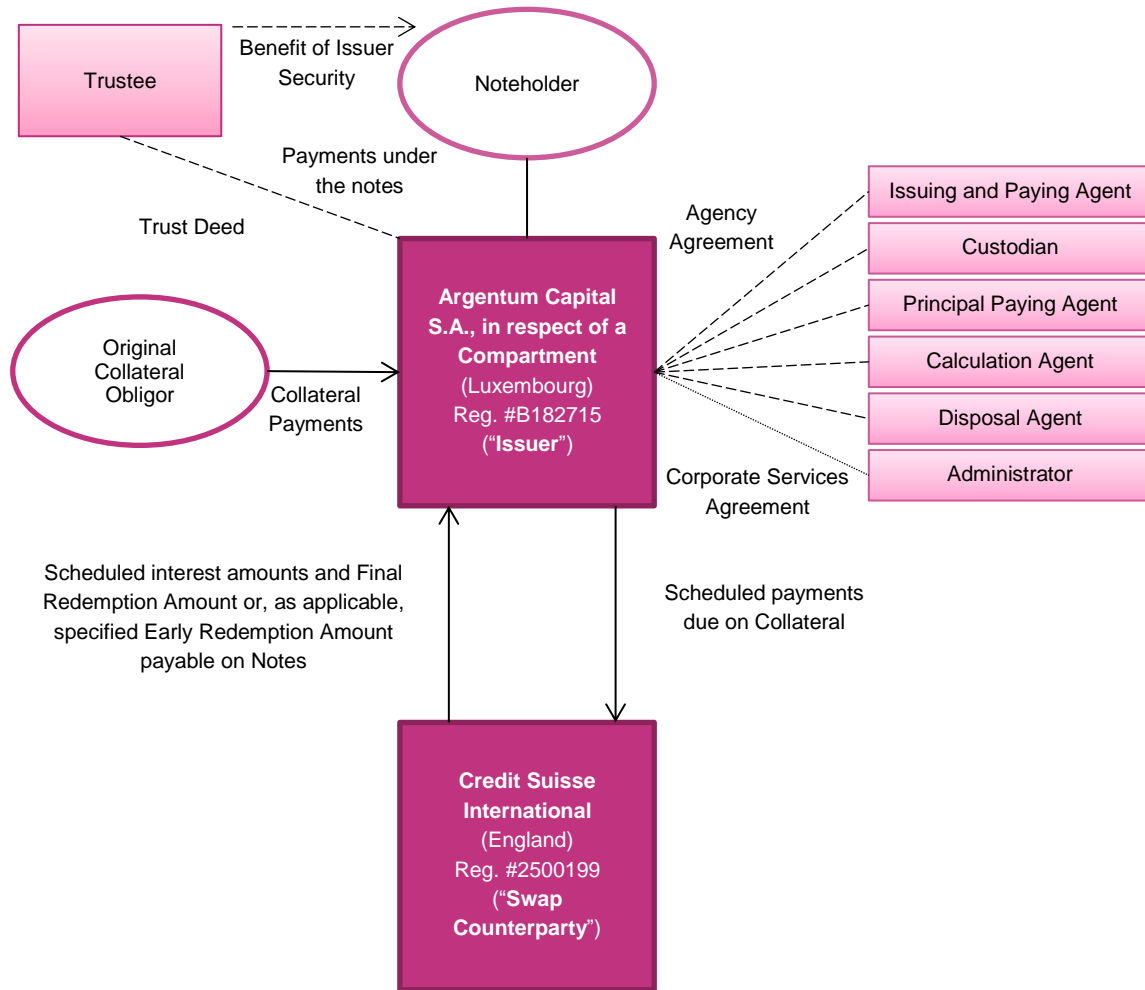 Trustee
Benefit of Issuer
Security
Noteholder
Payments under
the notes
Trust Deed
Agency
Agreement
Issuing and Paying Agent
Custodian
Principal Paying Agent
Calculation Agent
Disposal Agent
Administrator
Original
Collateral
Obligor
Collateral
Payments
Argentum Capital
S.A., in respect of a
Compartment
(Luxembourg)
Reg. #B182715
(“Issuer”)
Corporate Services
Agreement
Scheduled interest amounts and Final
Redemption Amount or, as applicable,
specified Early Redemption Amount
payable on Notes
Scheduled payments
due on Collateral
Credit Suisse
International
(England)
Reg. #2500199
(“Swap
Counterparty”)